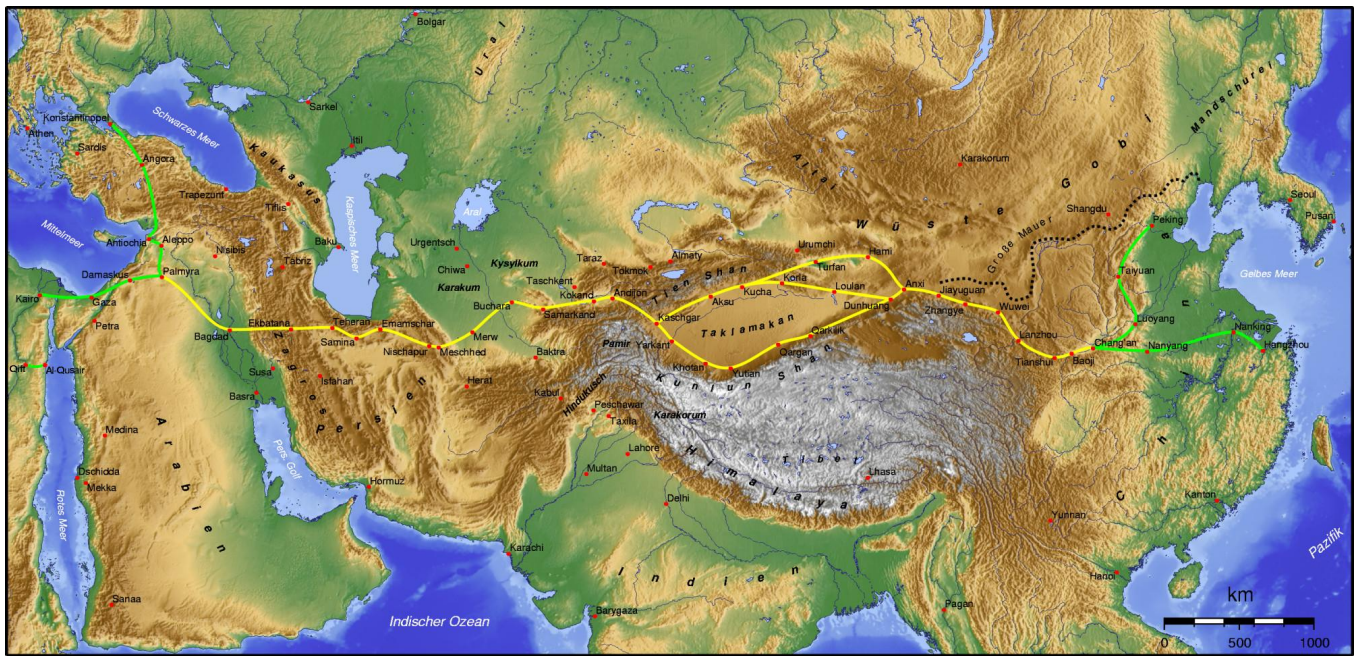 Bolgar
Ural
Sarkel
Konstantinopel
Schwarzes Meer
Athen
Sardis
Angora
Itil
Kaukasus
Trapezunt
Tiflis
Kaspisches Meer
Aral
Mandschurei
Karakorum
Altai
Wüste Gobi
Große Mauer
Shangdu
Peking
Seoul
Pusan
Mittelmeer
Antiochia
Aleppo
Nisibis
Täbriz
Baku
Urgentsch
Chiwa
Kysylkum
Karakum
Taschkent
Taraz
Tokmok
Almaty
Urumchi
Hami
Turfan
Tien Shan
Korla
Loulan
Anxi
Jiayuguan
Taiyuan
Gelbes Meer
Damaskus
Palmyra
Kairo
Gaza
Petra
Buchara
Samarkand
Kokand
Andijon
Aksu
Kucha
Dunhuang
Zhangye
Wuwei
Luoyang
Nanking
Hangzhou
Bagdad
Ekbatana
Teheran
Samina
Emamschar
Nischapur
Meschhed
Merw
Kaschgar
Taklamakan
Yarkant
Qarkilik
Qargan
Lanzhou
Tianshui
Baoji
Chang'an
Nanyang
Qift
Al-Qusair
Susa
Basra
Zagros
Isfahan
Persien
Herat
Baktra
Pamir
Khotan
Yutian
Kunlun Shan
Kabul
Hindukusch
Peschawar
Taxila
Karakorum
Lahore
Multan
Himalaya
Tibet
Lhasa
China
Medina
Arabien
Pers. Golf
Dschidda
Mekka
Rotes Meer
Hormuz
Delhi
Kanton
Yunnan
Karachi
Indien
Hanoi
Pazifik
Sanaa
Indischer Ozean
Barygaza
Pagan
km
0 500 1000